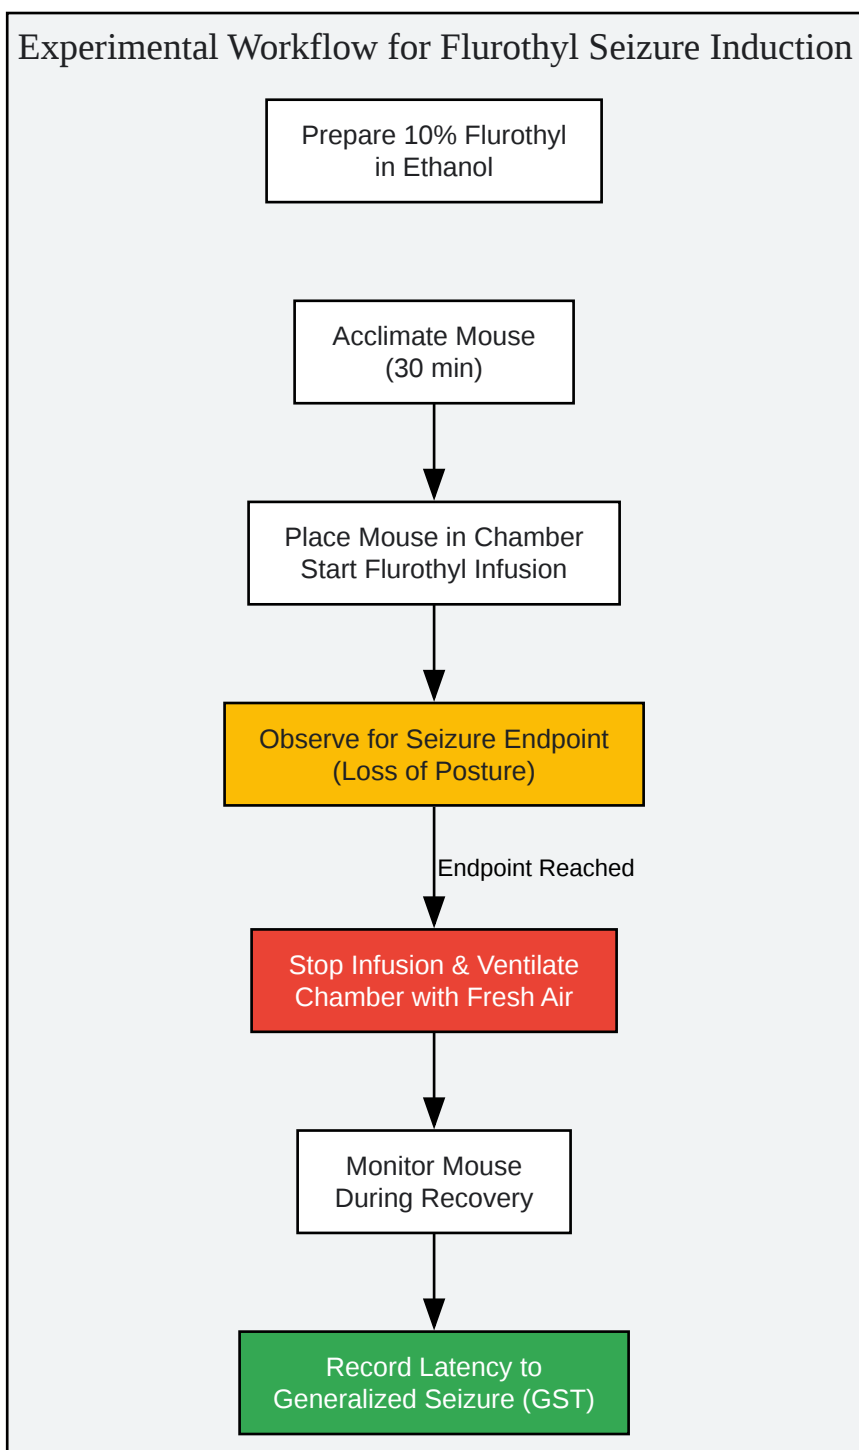 Experimental Workflow for Flurothyl Seizure Induction
Prepare 10% Flurothyl
in Ethanol
Acclimate Mouse
(30 min)
Place Mouse in Chamber
Start Flurothyl Infusion
Observe for Seizure Endpoint
(Loss of Posture)
Endpoint Reached
Stop Infusion & Ventilate
Chamber with Fresh Air
Monitor Mouse
During Recovery
Record Latency to
Generalized Seizure (GST)